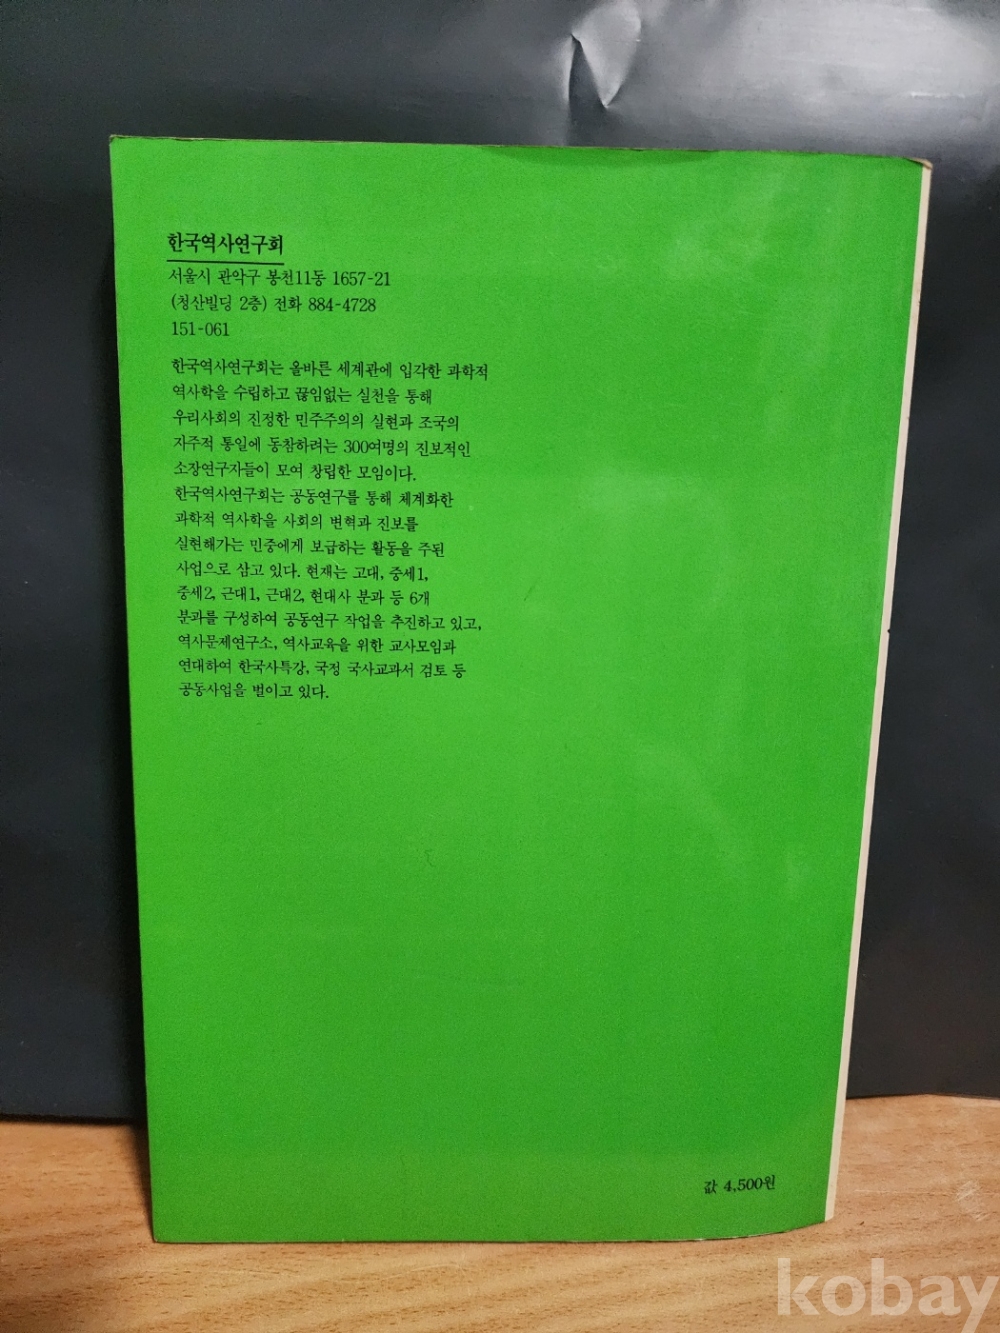 한국역사연구회
서울시 관악구 봉천11동 1657-21
(청산빌딩 2층) 전화 884-4728
151-061
한국역사연구회는 올바른 세계관에 입각한 과학적
역사학을 수립하고 끊임없는 실천을 통해
우리사회의 진정한 민주주의의 실현과 조국의
자주적 통일에 동참하려는 300여명의 진보적인
소장연구자들이 모여 창립한 모임이다.
한국역사연구회는 공동연구를 통해 체계화한
과학적 역사학을 사회의 변혁과 진보를
실현해가는 민중에게 보급하는 활동을 주된
사업으로 삼고 있다. 현재는 고대, 중세1,
중세2, 근대1, 근대2, 현대사 분과 등 6개
분과를 구성하여 공동연구 작업을 추진하고 있고,
역사문제연구소, 역사교육을 위한 교사모임과
연대하여 한국사특강, 국정 국사교과서 검토 등
공동사업을 벌이고 있다.
값 4,500원
kobay